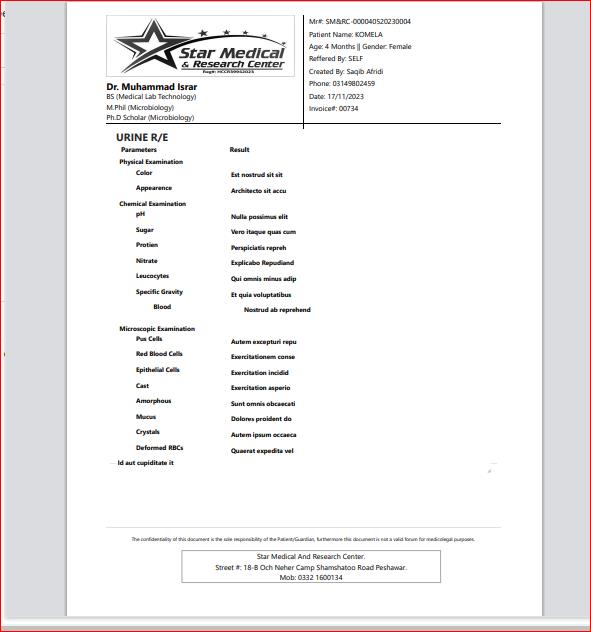 Star Medical
& Research Center
Reg#: HCCR39942023
Dr. Muhammad Israr
BS (Medical Lab Technology)
M.Phil (Microbiology)
Ph.D Scholar (Microbiology)
Mr#: SM&RC-000040520230004
Patient Name: KOMELA
Age: 4 Months || Gender: Female
Reffered By: SELF
Created By: Saqib Afridi
Phone: 03149802459
Date: 17/11/2023
Invoice#: 00734
URINE R/E
Parameters Result
Physical Examination
Color Est nostrud sit sit
Appearence Architecto sit accu
Chemical Examination
pH Nulla possimus elit
Sugar Vero itaque quas cum
Protien Perspiciatis repreh
Nitrate Explicabo Repudiand
Leucocytes Qui omnis minus adip
Specific Gravity Et quia voluptatibus
Blood Nostrud ab reprehend
Microscopic Examination
Pus Cells Autem excepturi repu
Red Blood Cells Exercitationem conse
Epithelial Cells Exercitation incidid
Cast Exercitation asperio
Amorphous Sunt omnis obcaecati
Mucus Dolores proident do
Crystals Autem ipsum occaeca
Deformed RBCs Quaerat expedita vel
Id aut cupiditate it
The confidentiality of this document is the sole responsibility of the Patient/Guardian, furthermore this document is not a valid forum for medicolegal purposes.
Star Medical And Research Center.
Street #: 18-B Och Neher Camp Shamshatoo Road Peshawar.
Mob: 0332 1600134